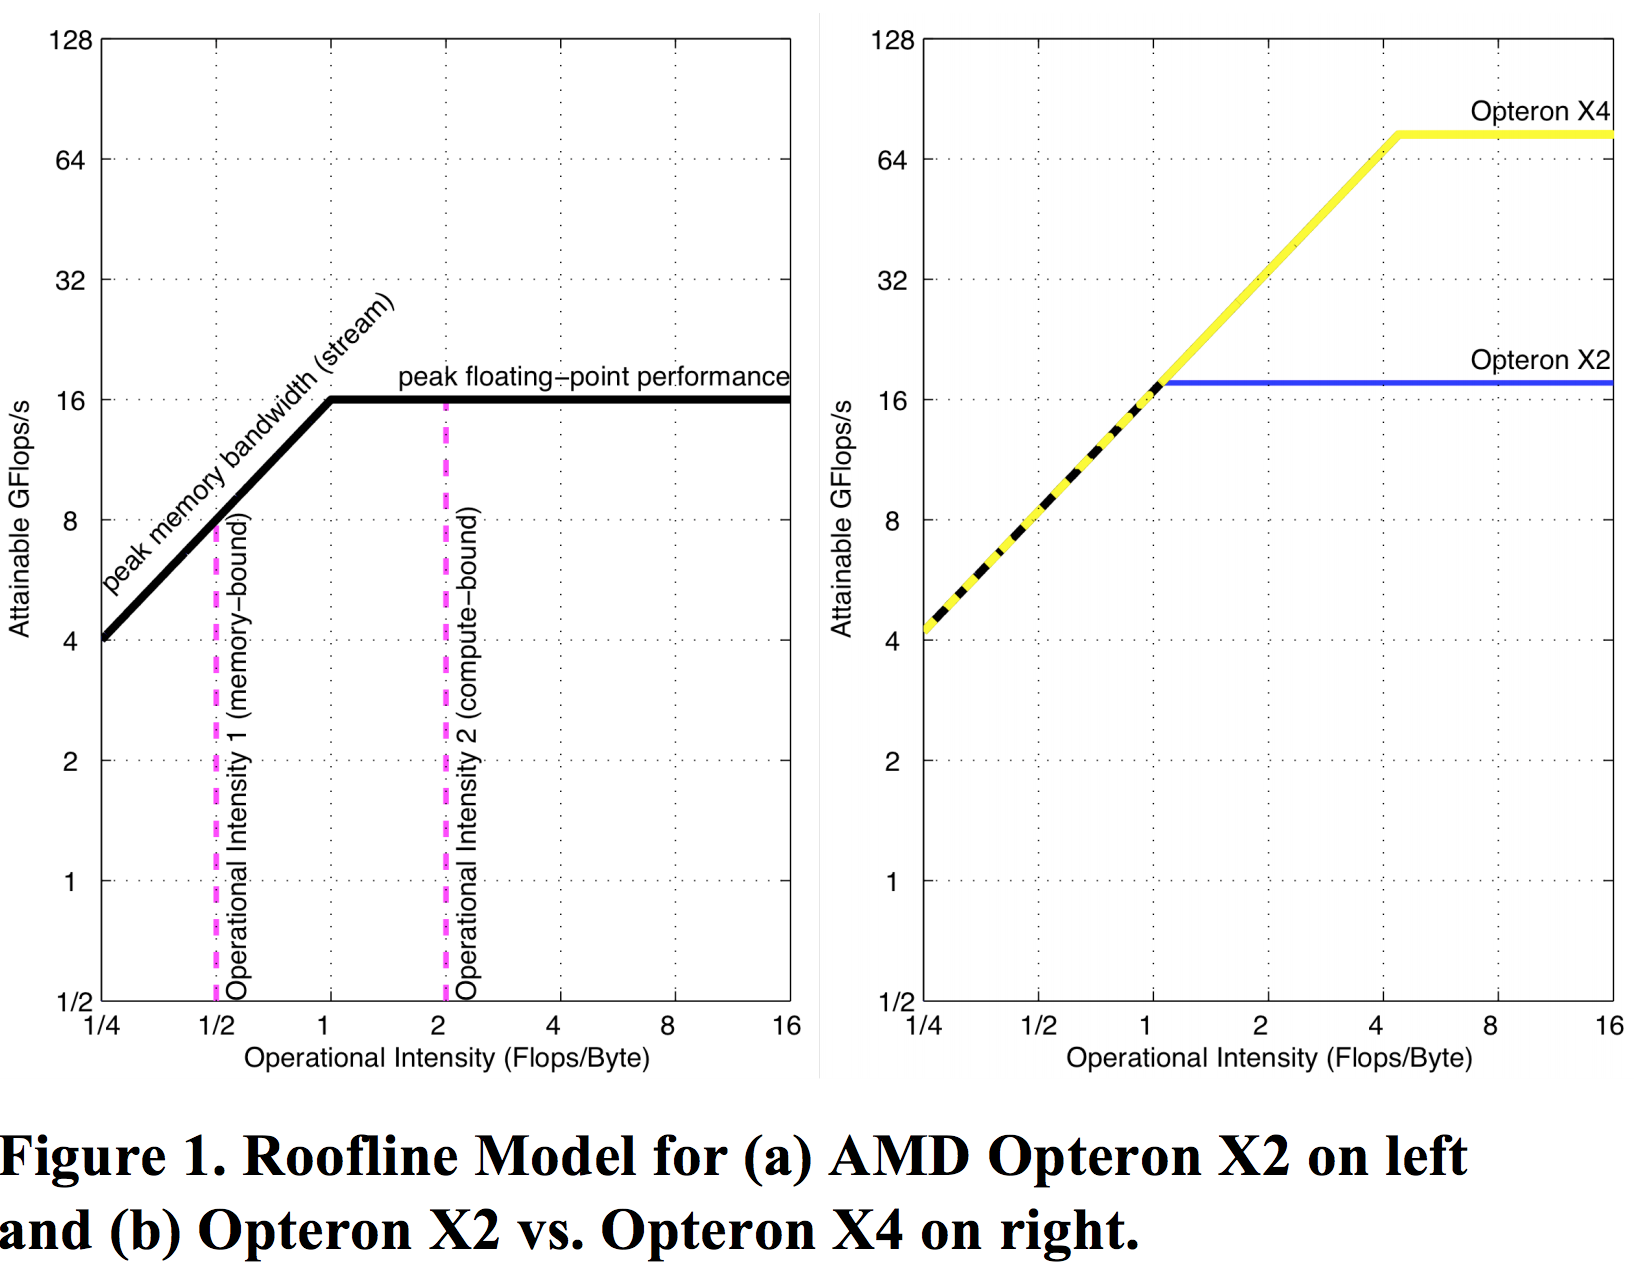 128
64
32
16
8
4
2
1
1/2
1/4
1/2
1
2
4
8
16
Attainable GFlops/s
Operational Intensity (Flops/Byte)
peak memory bandwidth (stream)
peak floating–point performance
Operational Intensity 1 (memory–bound)
Operational Intensity 2 (compute–bound)
128
64
32
16
8
4
2
1
1/2
1/4
1/2
1
2
4
8
16
Attainable GFlops/s
Operational Intensity (Flops/Byte)
Opteron X4
Opteron X2
Figure 1. Roofline Model for (a) AMD Opteron X2 on left
and (b) Opteron X2 vs. Opteron X4 on right.